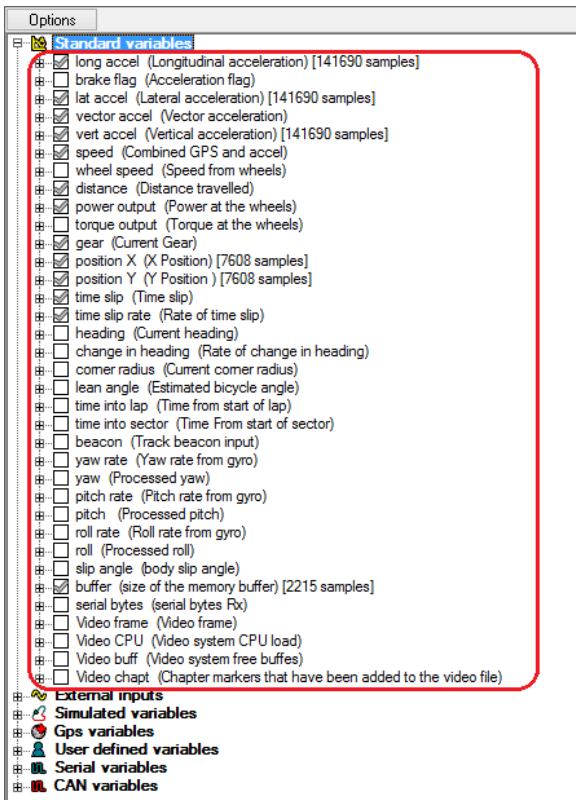 Options
Standard variables
long accel (Longitudinal acceleration) [141690 samples]
brake flag (Acceleration flag)
lat accel (Lateral acceleration) [141690 samples]
vector accel (Vector acceleration)
vert accel (Vertical acceleration) [141690 samples]
speed (Combined GPS and accel)
wheel speed (Speed from wheels)
distance (Distance travelled)
power output (Power at the wheels)
torque output (Torque at the wheels)
gear (Current Gear)
position X (X Position) [7608 samples]
position Y (Y Position ) [7608 samples]
time slip (Time slip)
time slip rate (Rate of time slip)
heading (Current heading)
change in heading (Rate of change in heading)
corner radius (Current corner radius)
lean angle (Estimated bicycle angle)
time into lap (Time from start of lap)
time into sector (Time From start of sector)
beacon (Track beacon input)
yaw rate (Yaw rate from gyro)
yaw (Processed yaw)
pitch rate (Pitch rate from gyro)
pitch (Processed pitch)
roll rate (Roll rate from gyro)
roll (Processed roll)
slip angle (body slip angle)
buffer (size of the memory buffer) [2215 samples]
serial bytes (serial bytes Rx)
Video frame (Video frame)
Video CPU (Video system CPU load)
Video buff (Video system free buffes)
Video chapt (Chapter markers that have been added to the video file)
External inputs
Simulated variables
Gps variables
User defined variables
Serial variables
CAN variables